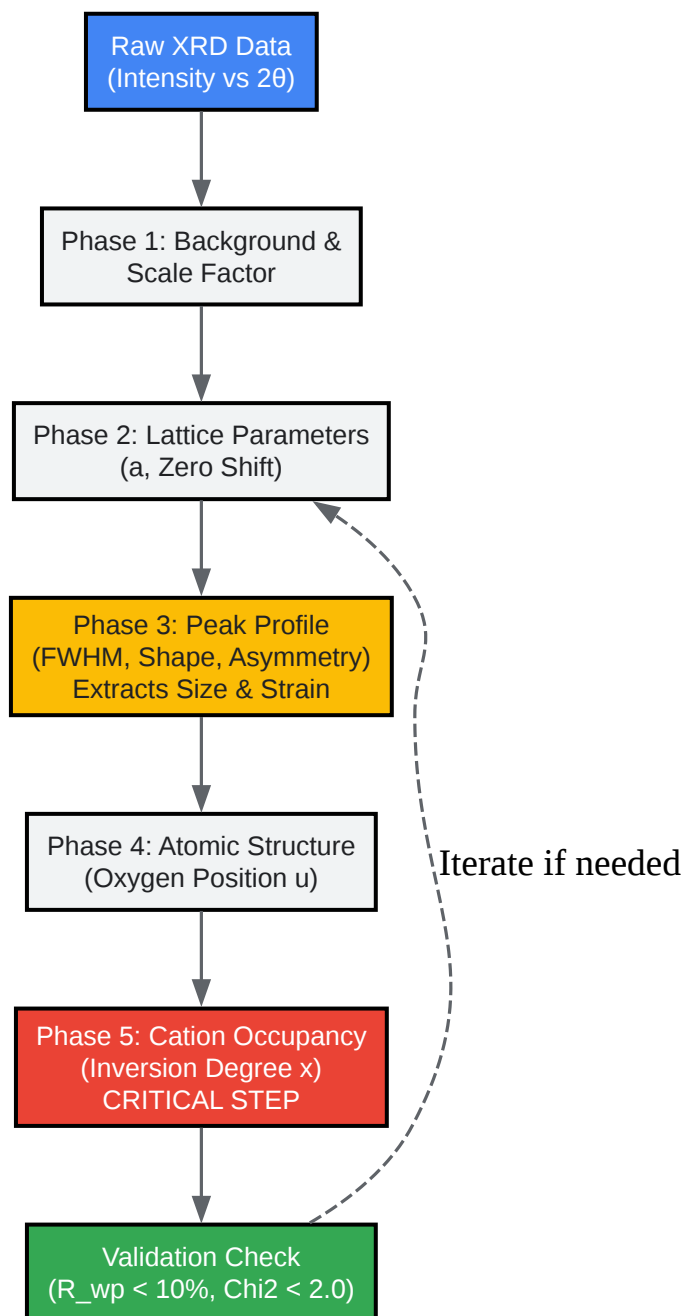 Raw XRD Data
(Intensity vs 2θ)
Phase 1: Background &
Scale Factor
Phase 2: Lattice Parameters
(a, Zero Shift)
Phase 3: Peak Profile
(FWHM, Shape, Asymmetry)
Extracts Size & Strain
Phase 4: Atomic Structure
(Oxygen Position u)
Iterate if needed
Phase 5: Cation Occupancy
(Inversion Degree x)
CRITICAL STEP
Validation Check
(R_wp < 10%, Chi2 < 2.0)